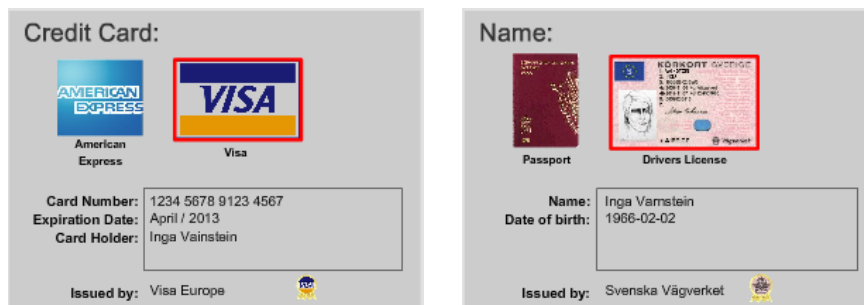 Credit Card:
AMERICAN
EXPRESS
VISA
American
Express
Visa
Card Number: 1234 5678 9123 4567
Expiration Date: April / 2013
Card Holder: Inga Vainstein
Issued by: Visa Europe
Name:
KÖRKORT SVERIGE
Passport
Drivers License
Name: Inga Varnstein
Date of birth: 1966-02-02
Issued by: Svenska Vägverket